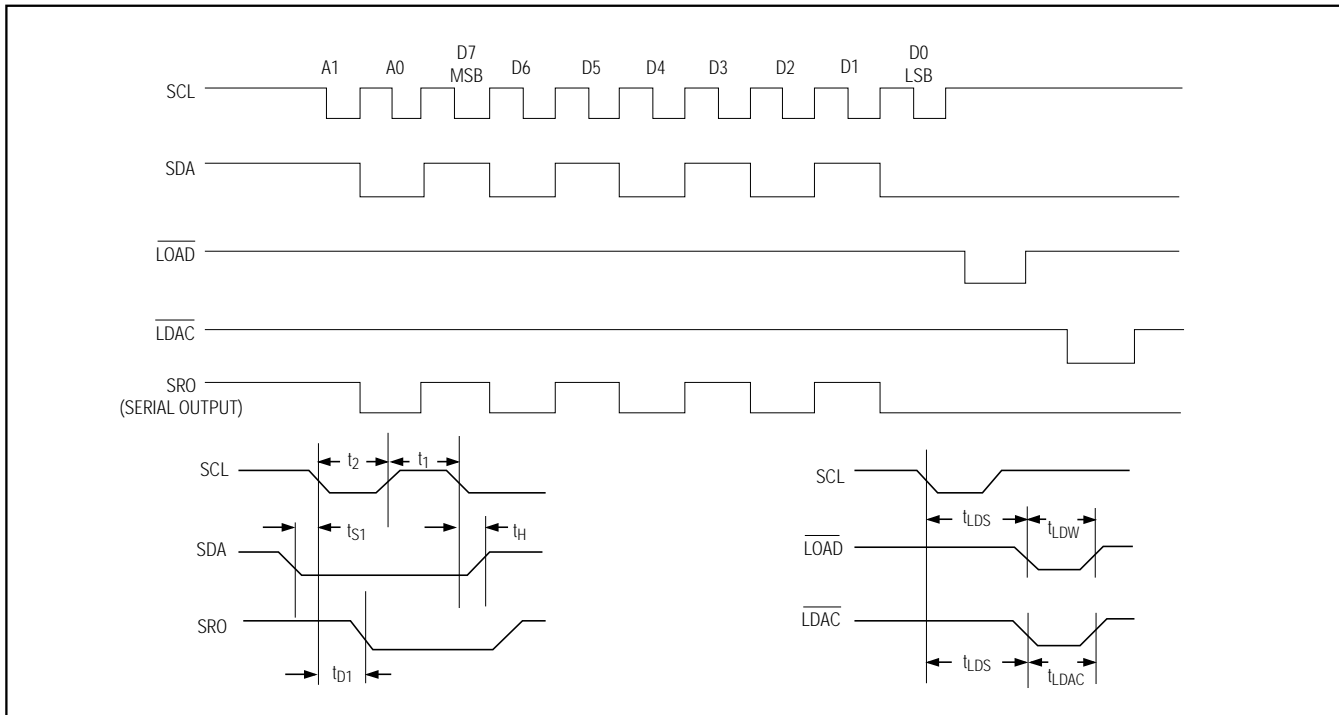 A1 A0 D7 MSB D6 D5 D4 D3 D2 D1 D0 LSB
SCL
SDA
LOAD
LDAC
SRO
(SERIAL OUTPUT)
SCL t2 t1
tS1 tH
SDA
SRO
tD1
SCL
tLDS tLDW
LOAD
LDAC
tLDS tLDAC